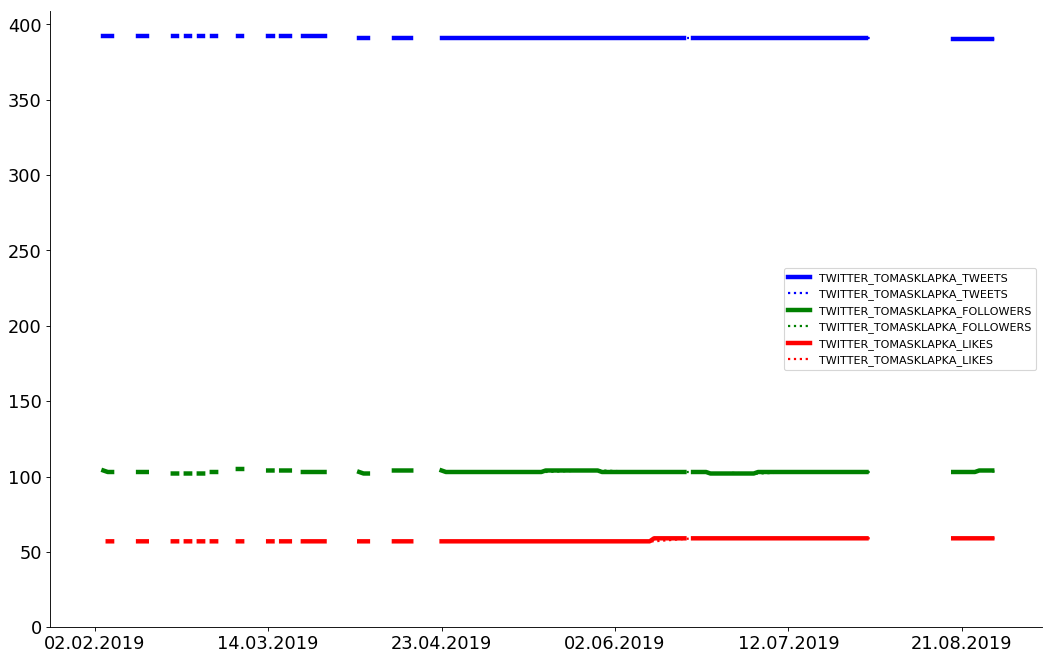 400
350
300
250
200
150
100
50
0
TWITTER_TOMASKLAPKA_TWEETS
TWITTER_TOMASKLAPKA_TWEETS
TWITTER_TOMASKLAPKA_FOLLOWERS
TWITTER_TOMASKLAPKA_FOLLOWERS
TWITTER_TOMASKLAPKA_LIKES
TWITTER_TOMASKLAPKA_LIKES
02.02.2019 14.03.2019 23.04.2019 02.06.2019 12.07.2019 21.08.2019